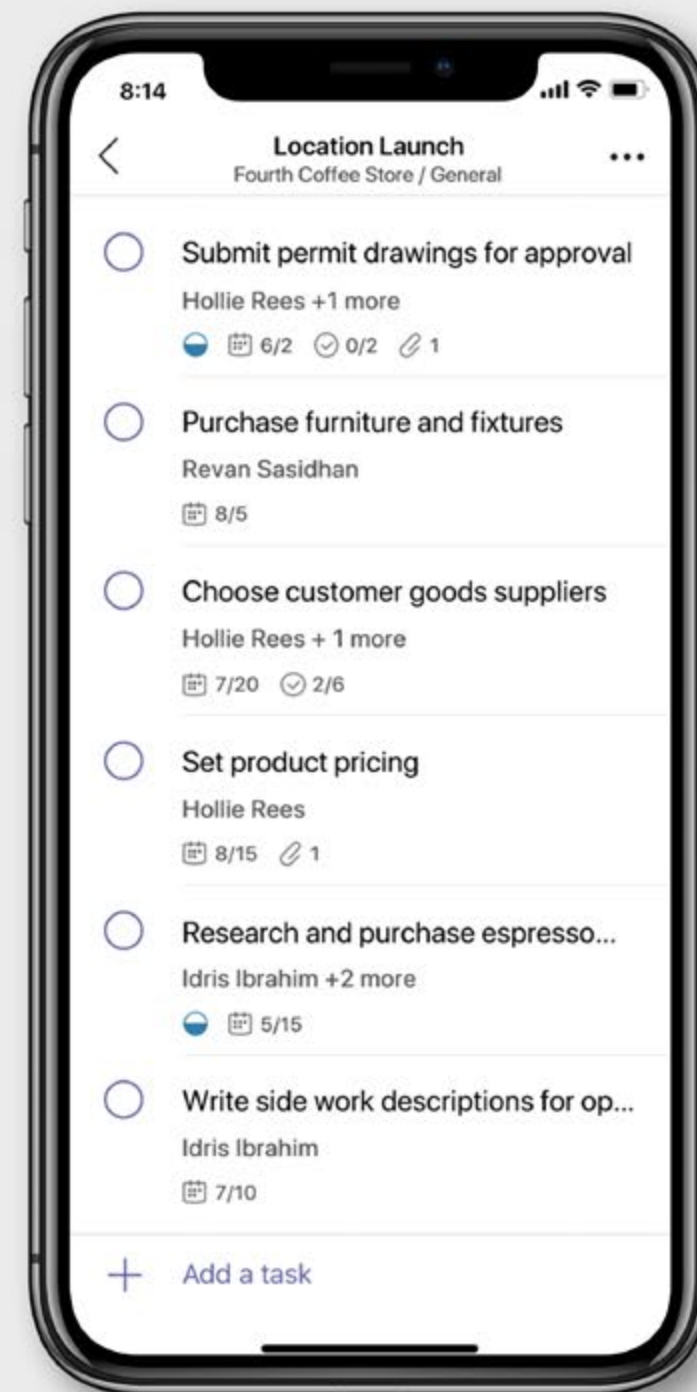 8:14
Location Launch
Fourth Coffee Store / General
Submit permit drawings for approval
Hollie Rees +1 more
6/2 0/2 1
Purchase furniture and fixtures
Revan Sasidhan
8/5
Choose customer goods suppliers
Hollie Rees + 1 more
7/20 2/6
Set product pricing
Hollie Rees
8/15 1
Research and purchase espresso...
Idris Ibrahim +2 more
5/15
Write side work descriptions for op...
Idris Ibrahim
7/10
+ Add a task